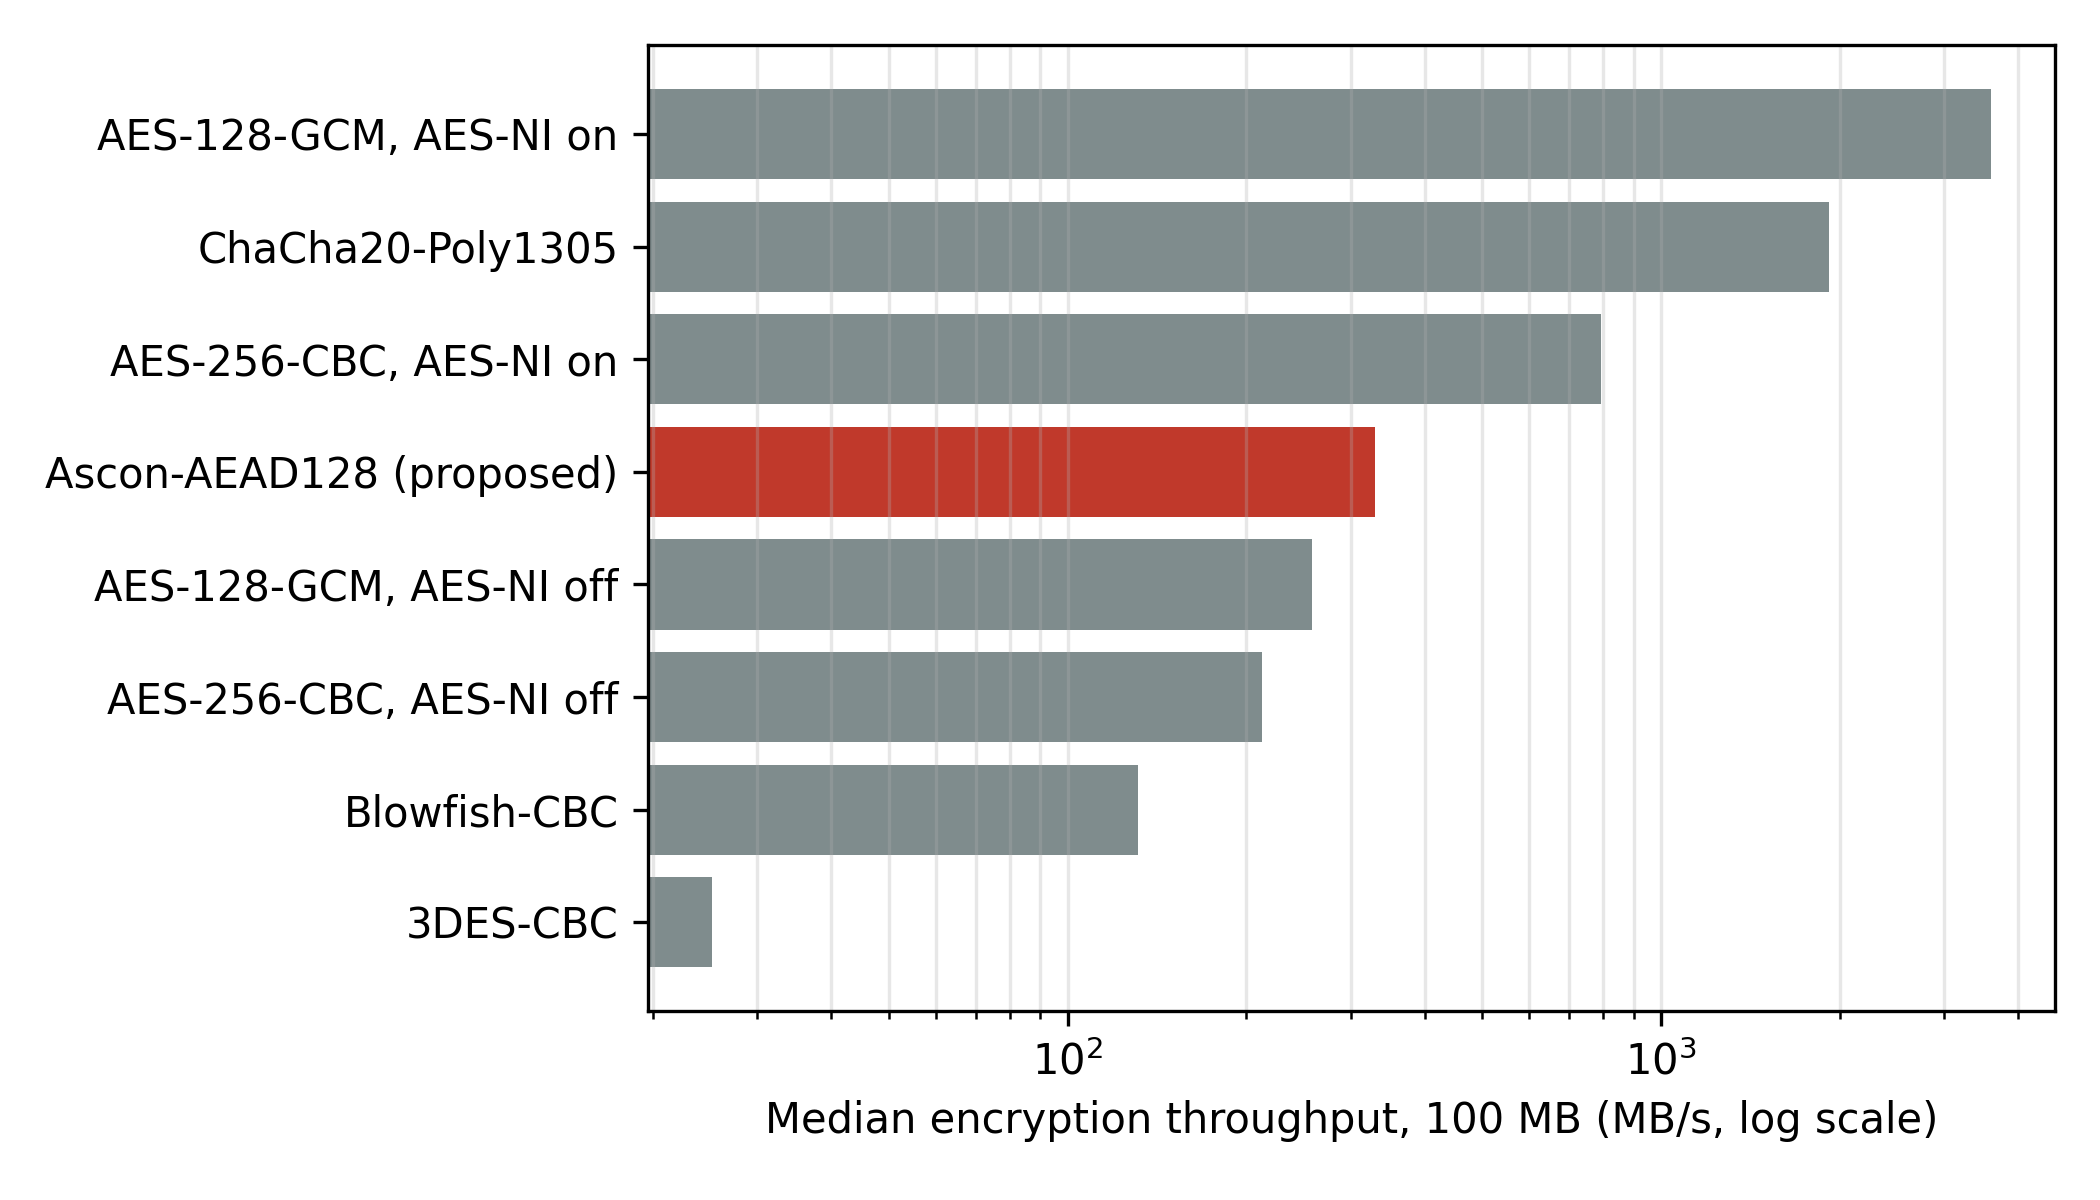 AES-128-GCM, AES-NI on
ChaCha20-Poly1305
AES-256-CBC, AES-NI on
Ascon-AEAD128 (proposed)
AES-128-GCM, AES-NI off
AES-256-CBC, AES-NI off
Blowfish-CBC
3DES-CBC
10² 10³
Median encryption throughput, 100 MB (MB/s, log scale)